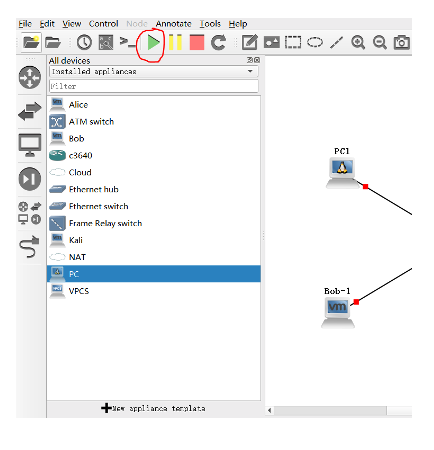 File Edit View Control Node Annotate Tools Help
All devices
Installed appliances
Filter
Alice
ATM switch
Bob
c3640
Cloud
Ethernet hub
Ethernet switch
Frame Relay switch
Kali
NAT
PC
VPCS
New appliance template
PC1
Bob-1
vm